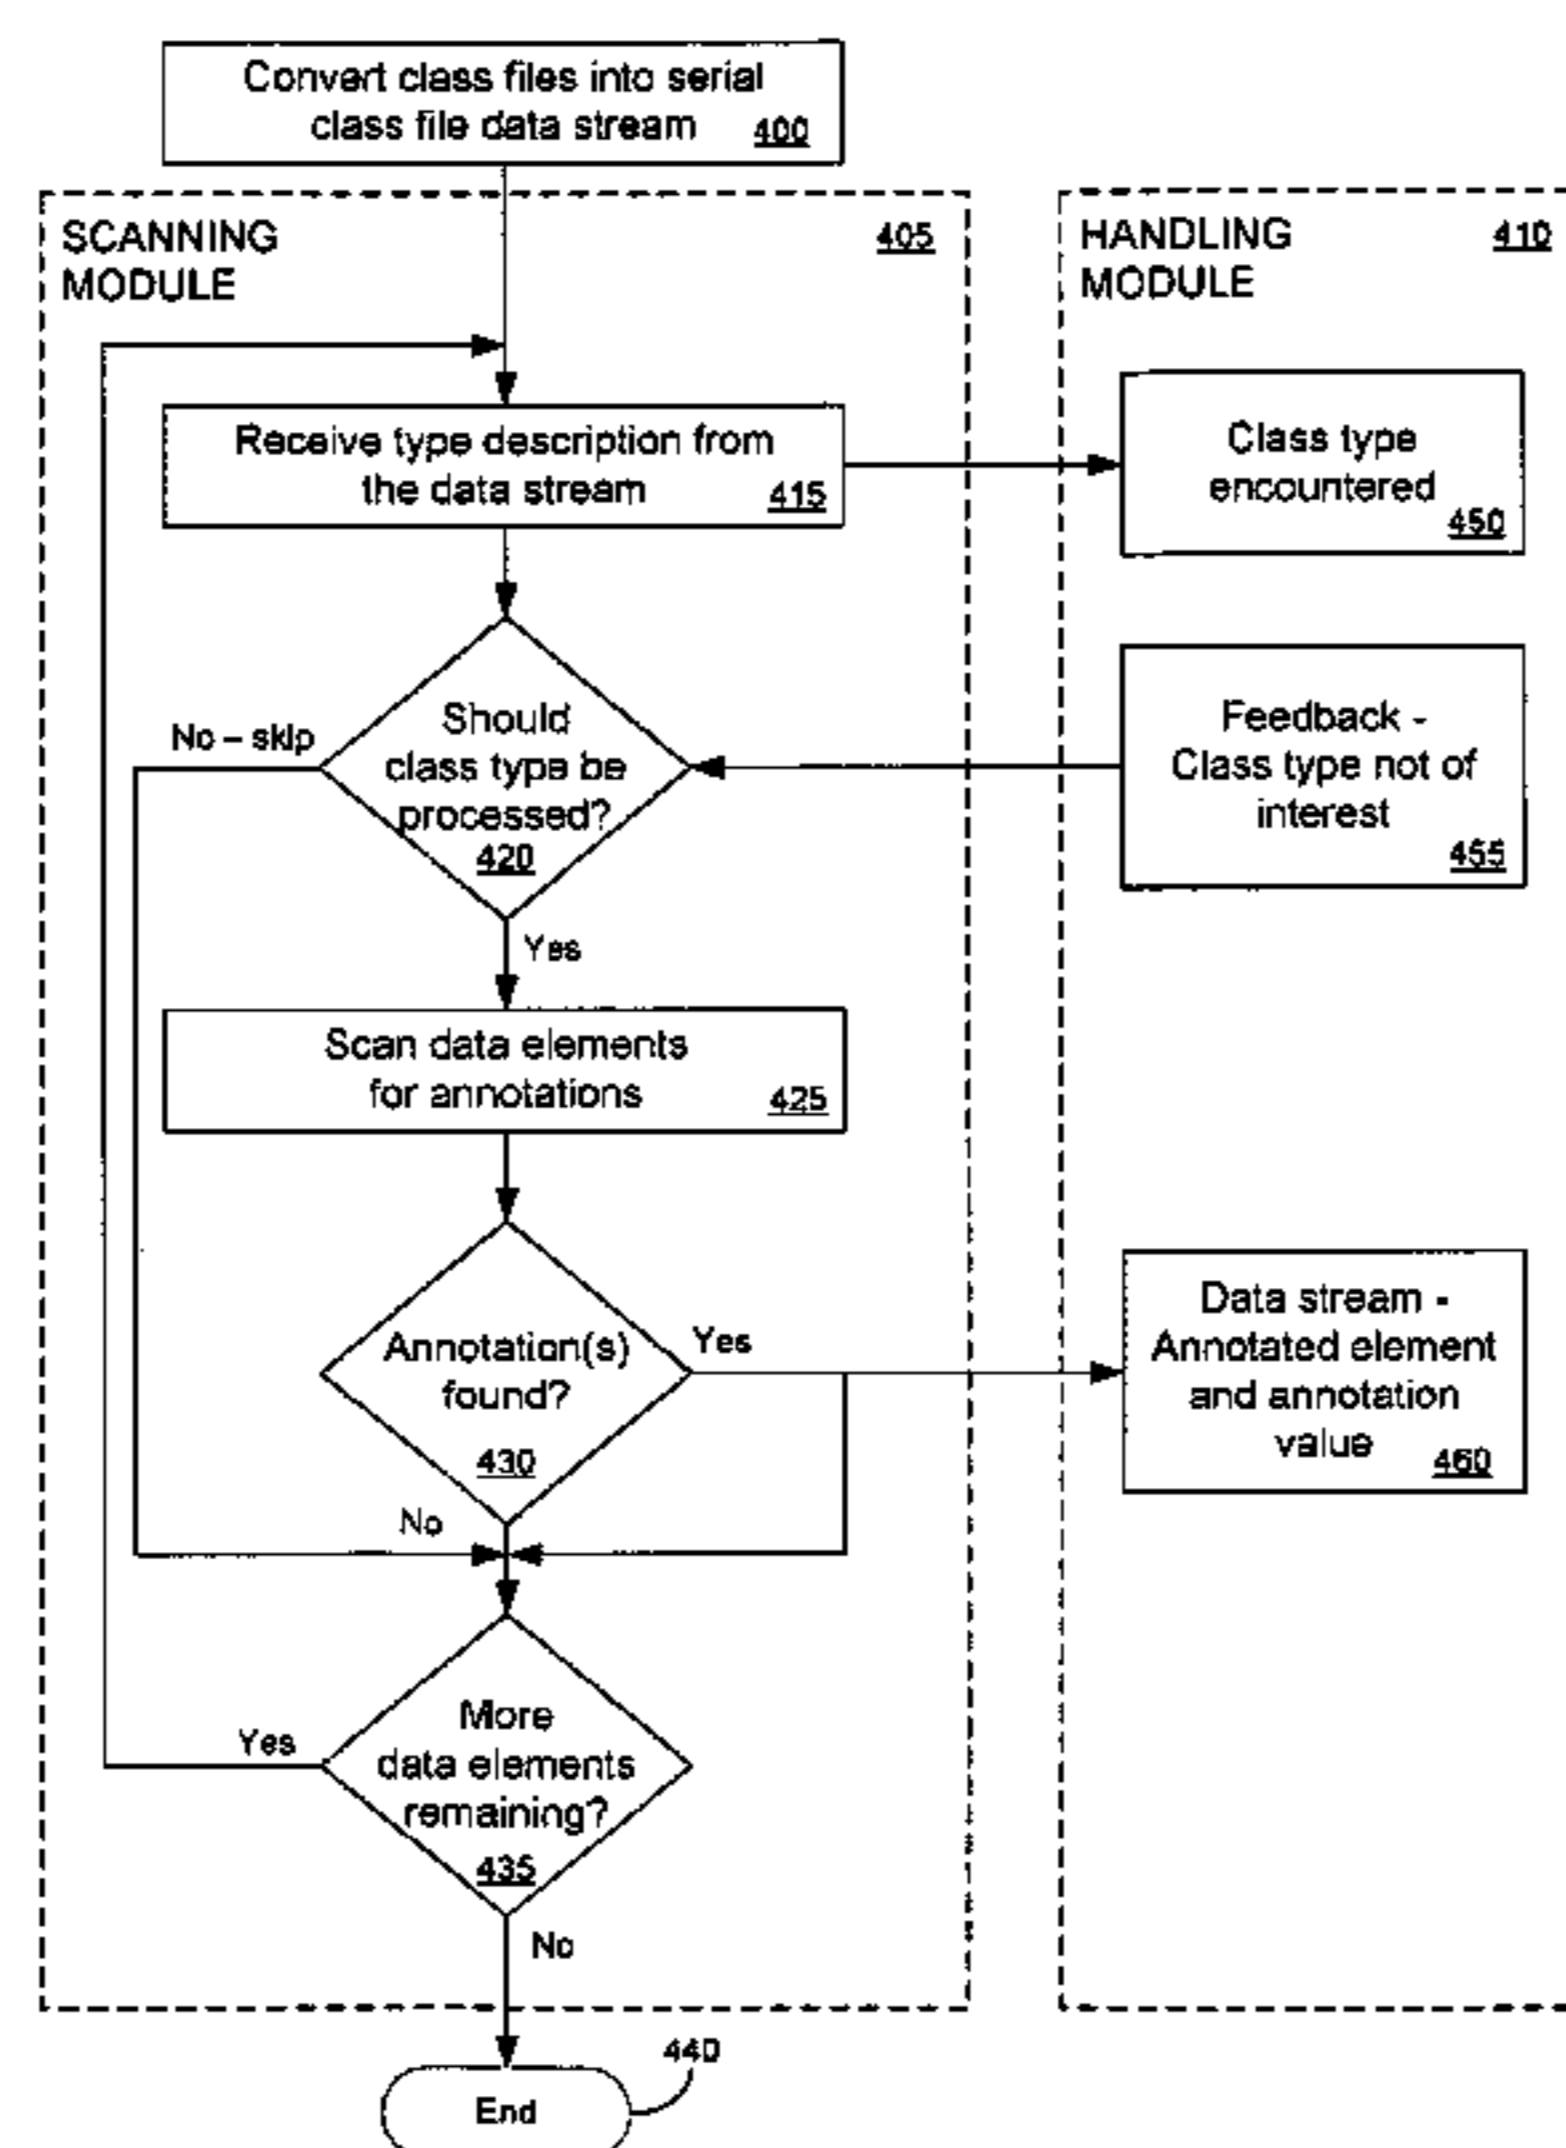 Convert class files into serial
class file data stream 400
SCANNING
MODULE
405
HANDLING
MODULE
410
Receive type description from
the data stream 415
Class type
encountered
450
Should
class type be
processed?
420
No – skip
Yes
Feedback -
Class type not of
interest
455
Scan data elements
for annotations 425
Annotation(s)
found?
430
Yes
No
Data stream -
Annotated element
and annotation
value 460
More
data elements
remaining?
435
Yes
No
End
440